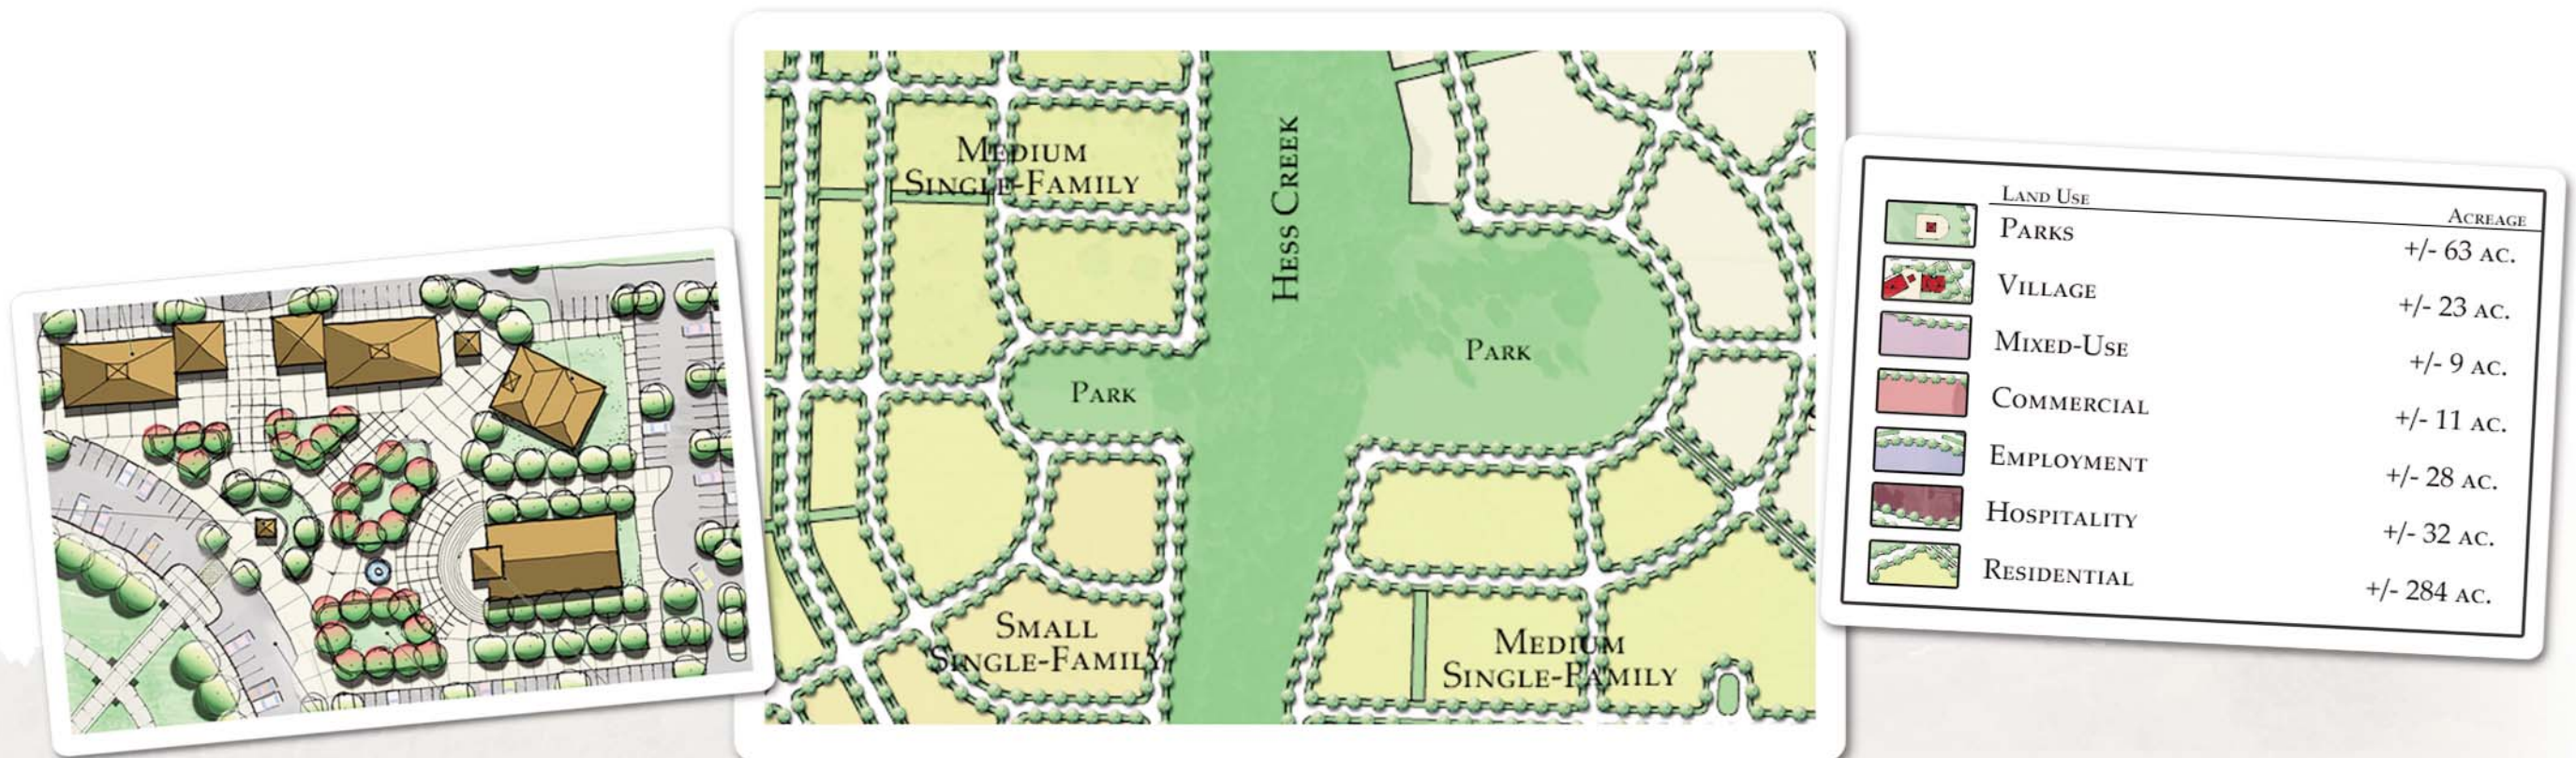 Medium
Single-Family
Hess Creek
Park
Park
Small
Single-Family
Medium
Single-Family
Land Use Acreage
Parks +/- 63 ac.
Village +/- 23 ac.
Mixed-Use +/- 9 ac.
Commercial +/- 11 ac.
Employment +/- 28 ac.
Hospitality +/- 32 ac.
Residential +/- 284 ac.